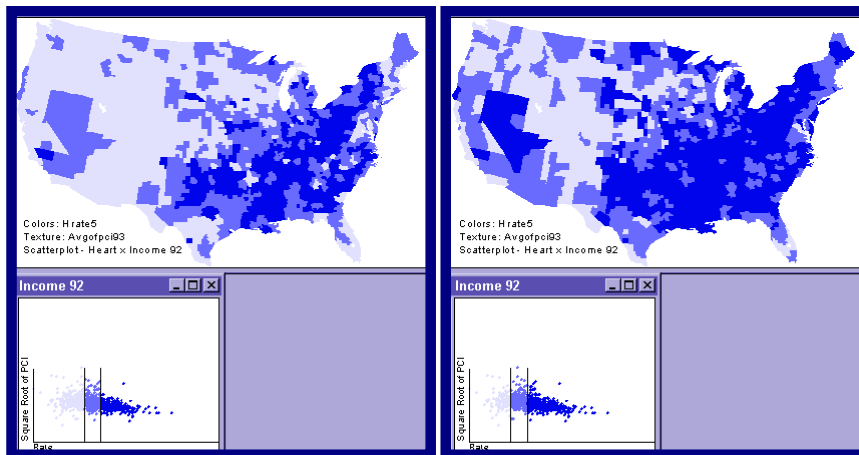 Colors: Hrate5
Texture: Avgofpci93
Scatterplot - Heart x Income 92
Income 92
Square Root of PCI
Rate
Colors: Hrate5
Texture: Avgofpci93
Scatterplot - Heart x Income 92
Income 92
Square Root of PCI
Rate